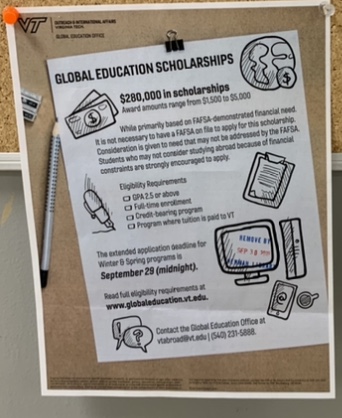 VT
OUTREACH & INTERNATIONAL AFFAIRS
VIRGINIA TECH
GLOBAL EDUCATION OFFICE
GLOBAL EDUCATION SCHOLARSHIPS
$280,000 in scholarships
Award amounts range from $1,500 to $5,000
While primarily based on FAFSA-demonstrated financial need.
It is not necessary to have a FAFSA on file to apply for this scholarship.
Consideration is given to need that may not be addressed by the FAFSA.
Students who may not consider studying abroad because of financial
constraints are strongly encouraged to apply.
Eligibility Requirements
GPA 2.5 or above
Full-time enrollment
Credit-bearing program
Program where tuition is paid to VT
The extended application deadline for
Winter & Spring programs is
September 29 (midnight).
REMOVE BY
SEP
Read full eligibility requirements at
www.globaleducation.vt.edu.
Contact the Global Education Office at
vtabroad@vt.edu | (540) 231-5888.